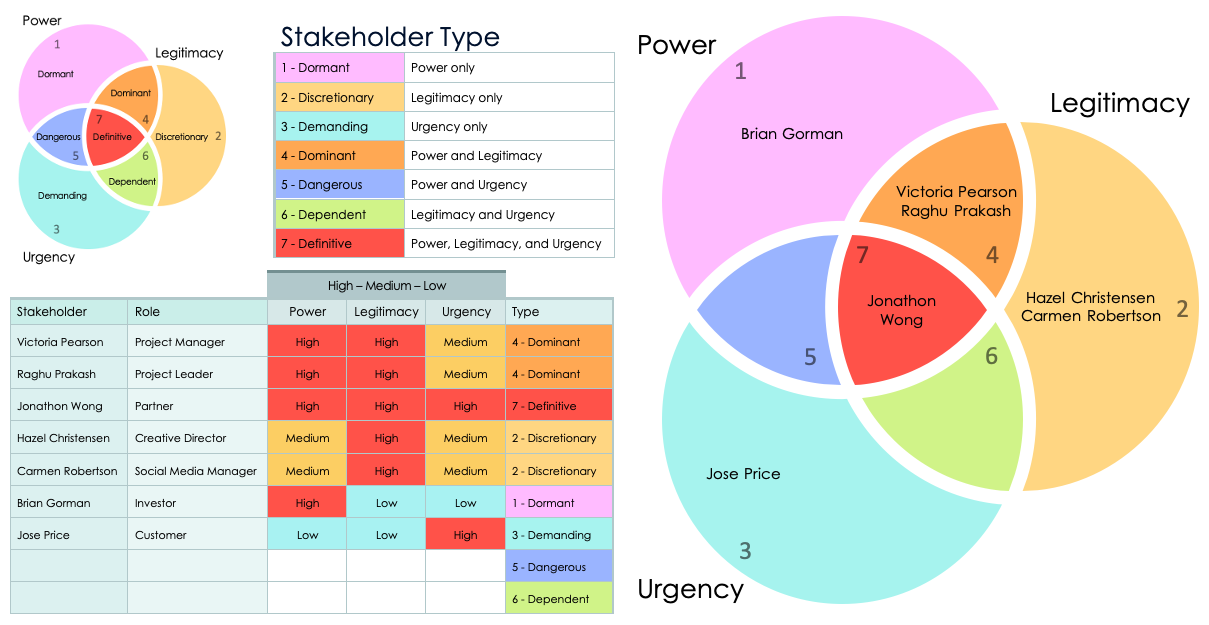 Power
1
Dormant
Legitimacy
Dominant
7
4
Dangerous
Definitive
Discretionary 2
5
6
Dependent
Demanding
3
Urgency
Stakeholder Type
1 - Dormant Power only
2 - Discretionary Legitimacy only
3 - Demanding Urgency only
4 - Dominant Power and Legitimacy
5 - Dangerous Power and Urgency
6 - Dependent Legitimacy and Urgency
7 - Definitive Power, Legitimacy, and Urgency
High – Medium – Low
Stakeholder Role Power Legitimacy Urgency Type
Victoria Pearson Project Manager High High Medium 4 - Dominant
Raghu Prakash Project Leader High High Medium 4 - Dominant
Jonathon Wong Partner High High High 7 - Definitive
Hazel Christensen Creative Director Medium High Medium 2 - Discretionary
Carmen Robertson Social Media Manager Medium High Medium 2 - Discretionary
Brian Gorman Investor High Low Low 1 - Dormant
Jose Price Customer Low Low High 3 - Demanding
5 - Dangerous
6 - Dependent
Power
1
Legitimacy
Brian Gorman
Victoria Pearson
Raghu Prakash
7
4
Jonathon
Wong
Hazel Christensen
Carmen Robertson
2
5
6
Jose Price
3
Urgency